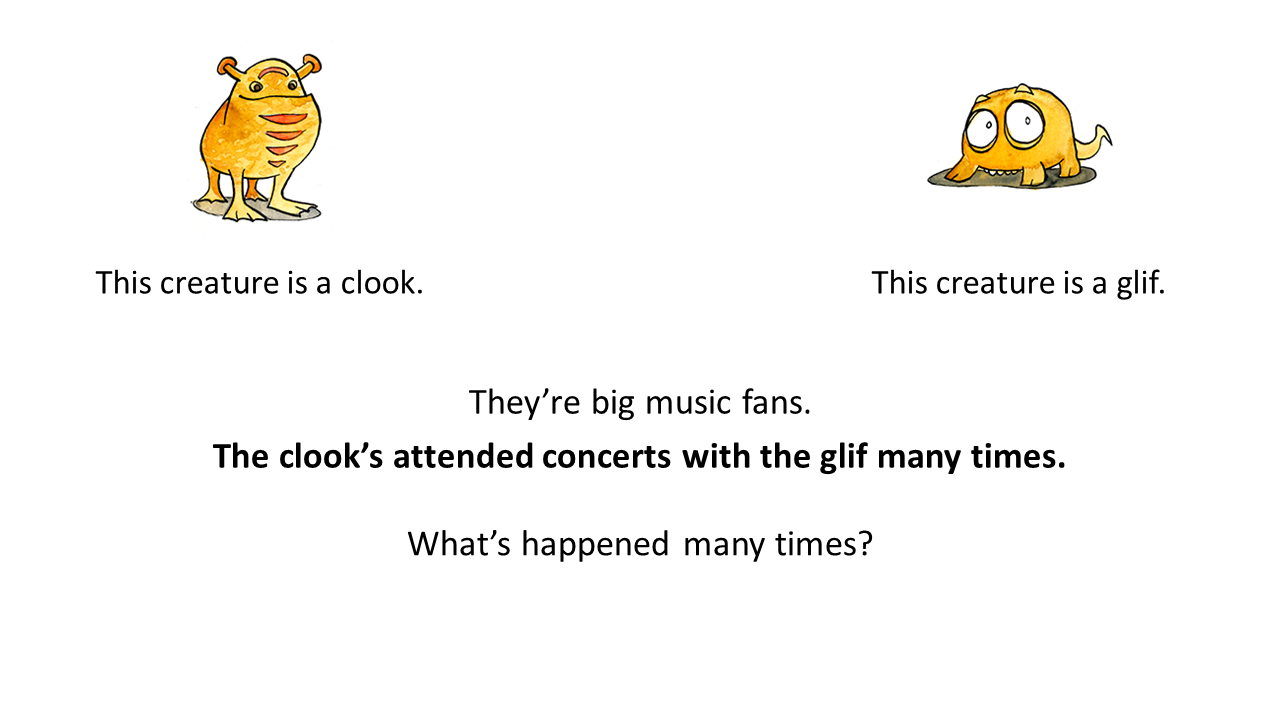 This creature is a clook.
This creature is a glif.
They’re big music fans.
The clook’s attended concerts with the glif many times.
What’s happened many times?